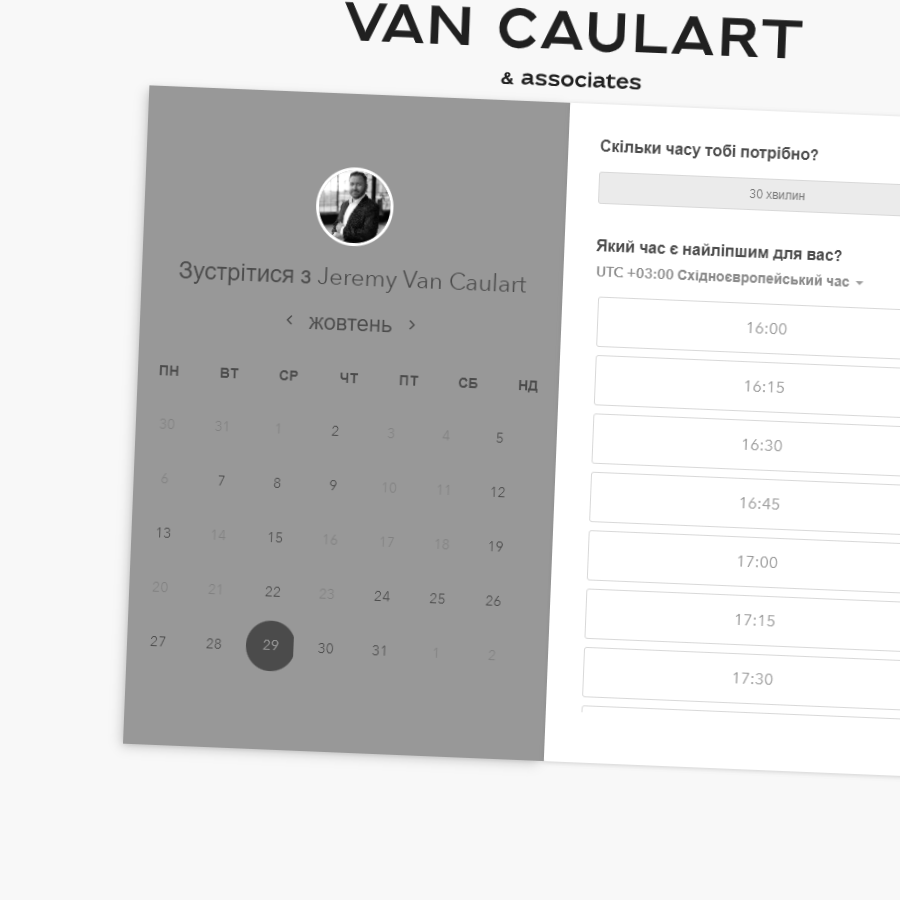 VAN CAULART
& associates
Зустрітися з Jeremy Van Caulart
‹ жовтень ›
ПН ВТ СР ЧТ ПТ СБ НД
30 31 1 2 3 4 5
6 7 8 9 10 11 12
13 14 15 16 17 18 19
20 21 22 23 24 25 26
27 28 29 30 31 1 2
Скільки часу тобі потрібно?
30 хвилин
Який час є найліпшим для вас?
UTC +03:00 Східноєвропейський час
16:00
16:15
16:30
16:45
17:00
17:15
17:30